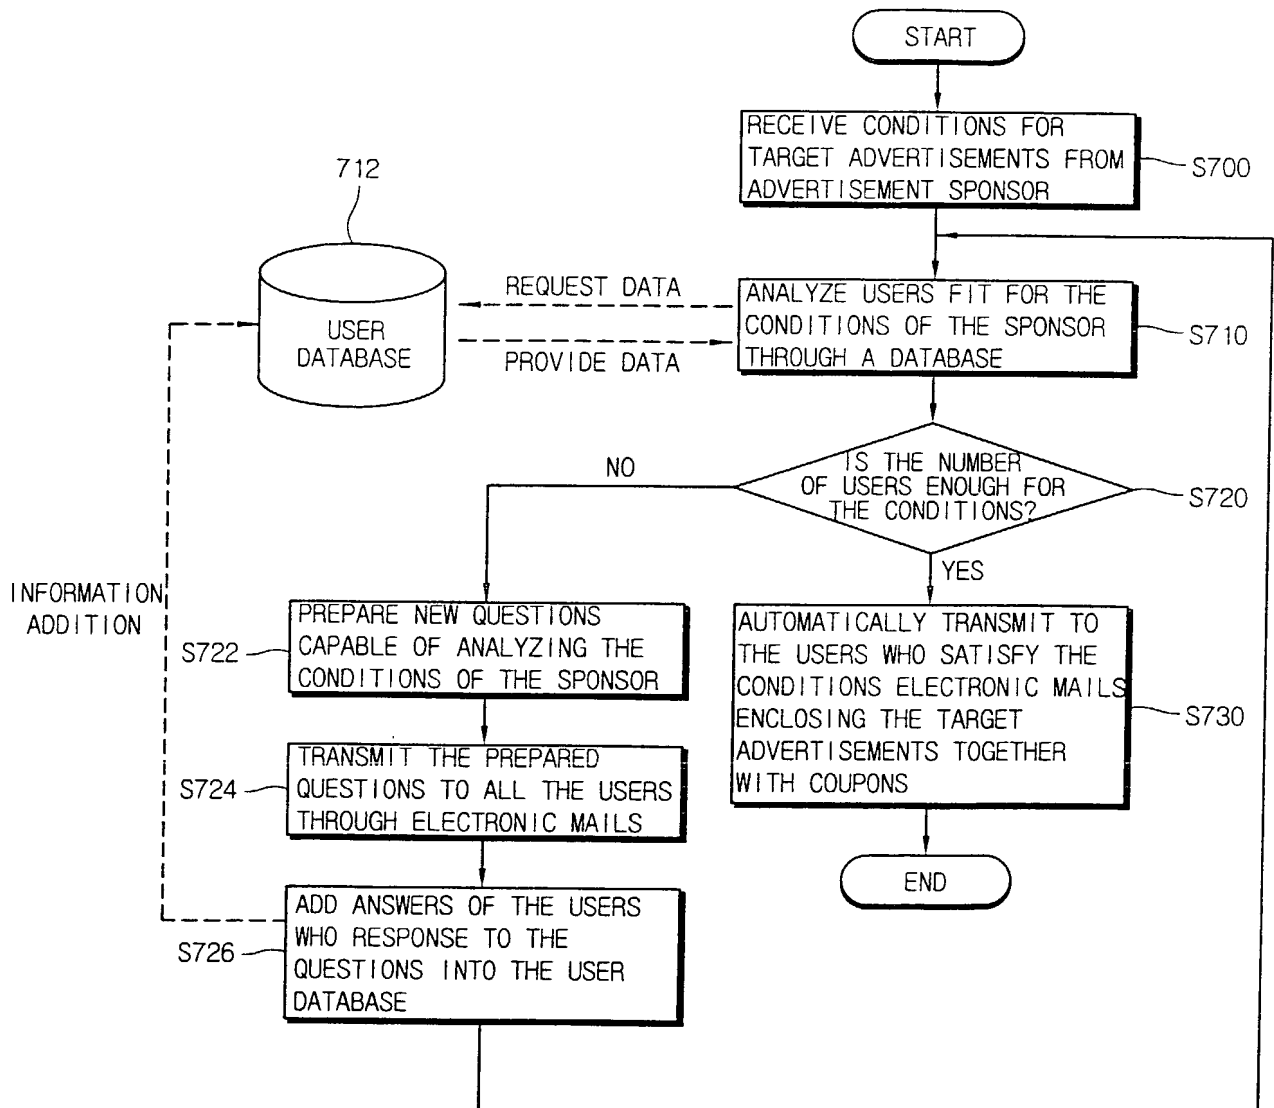 START
RECEIVE CONDITIONS FOR
TARGET ADVERTISEMENTS FROM
ADVERTISEMENT SPONSOR
S700
712
USER
DATABASE
REQUEST DATA
PROVIDE DATA
ANALYZE USERS FIT FOR THE
CONDITIONS OF THE SPONSOR
THROUGH A DATABASE
S710
IS THE NUMBER
OF USERS ENOUGH FOR
THE CONDITIONS?
S720
NO
YES
INFORMATION
ADDITION
PREPARE NEW QUESTIONS
CAPABLE OF ANALYZING THE
CONDITIONS OF THE SPONSOR
S722
AUTOMATICALLY TRANSMIT TO
THE USERS WHO SATISFY THE
CONDITIONS ELECTRONIC MAILS
ENCLOSING THE TARGET
ADVERTISEMENTS TOGETHER
WITH COUPONS
S730
TRANSMIT THE PREPARED
QUESTIONS TO ALL THE USERS
THROUGH ELECTRONIC MAILS
S724
END
ADD ANSWERS OF THE USERS
WHO RESPONSE TO THE
QUESTIONS INTO THE USER
DATABASE
S726